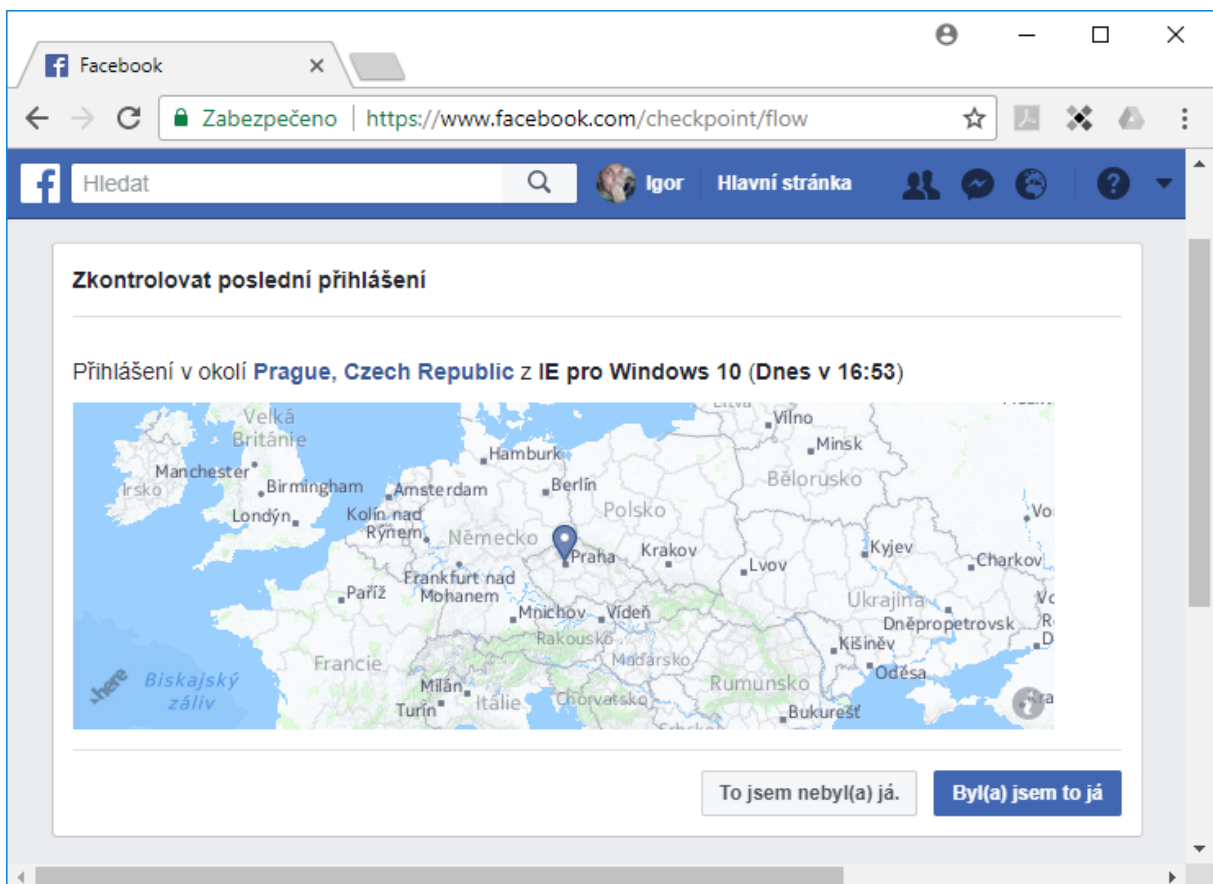 Facebook
Zabezpečeno | https://www.facebook.com/checkpoint/flow
Hledat Igor Hlavní stránka
Zkontrolovat poslední přihlášení
Přihlášení v okolí Prague, Czech Republic z IE pro Windows 10 (Dnes v 16:53)
Litva
Velká Británie
Vilno
Minsk
Hamburk
Manchester
Irsko
Birmingham
Amsterdam
Berlín
Bělorusko
Londýn
Kolín nad Rýnem
Polsko
Německo
Praha
Krakov
Kyjev
Lvov
Charkov
Frankfurt nad Mohanem
Paříž
Mnichov
Vídeň
Ukrajina
Dněpropetrovsk
Rakousko
Maďarsko
Kišiněv
Francie
Oděsa
here
Biskajský záliv
Milán
Itálie
Chorvatsko
Rumunsko
Turín
Bukurešť
To jsem nebyl(a) já. Byl(a) jsem to já